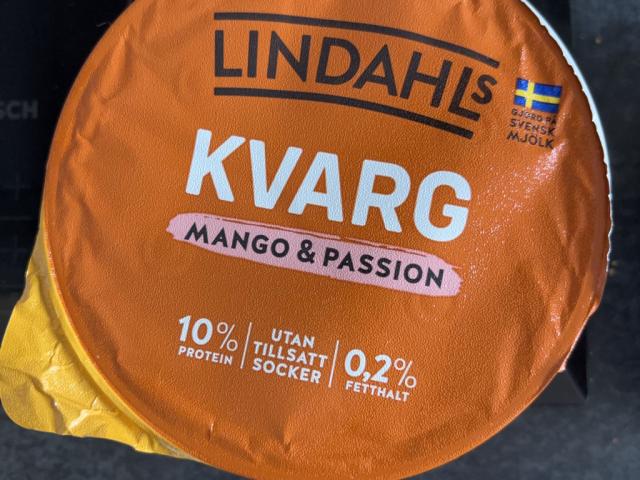 LINDAHLS
GJORD PÅ
SVENSK
MJÖLK
KVARG
MANGO & PASSION
10%
PROTEIN
UTAN
TILLSATT
SOCKER
0,2%
FETTHALT